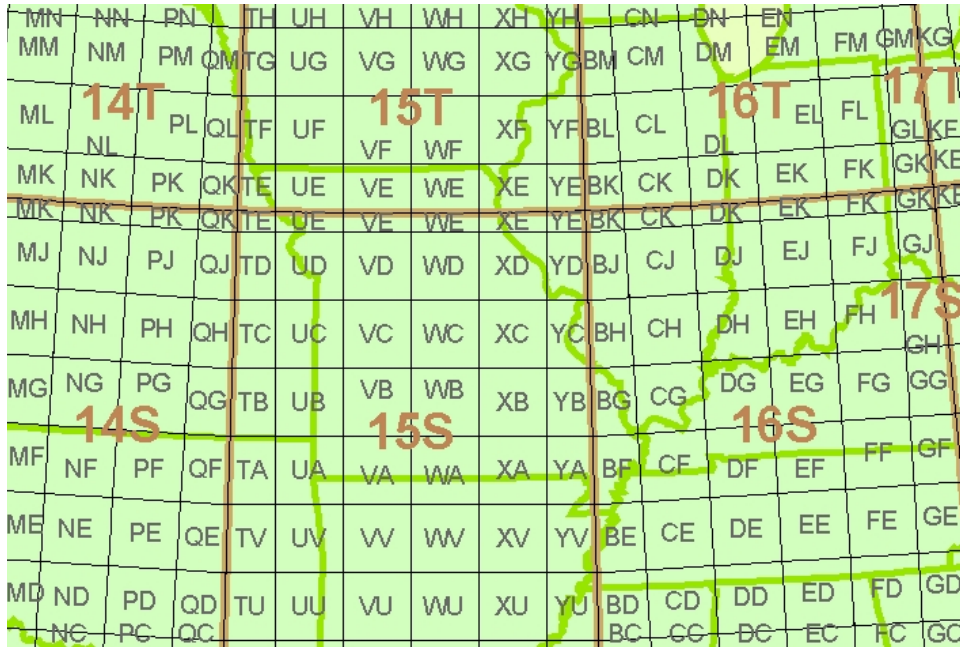 MN NN PN TH UH VH WH XH YH CN DN EN
MM NM PM QM TG UG VG WG XG YG BM CM DM EM FM GM KG
14T 15T 16T 17T
ML PL QL TF UF XF YF BL CL EL FL GL KF
NL VF WF DL
MK NK PK QK TE UE VE WE XE YE BK CK DK EK FK GK KE
MK NK PK QK TE UE VE WE XE YE BK CK DK EK FK GK KE
MJ NJ PJ QJ TD UD VD WD XD YD BJ CJ DJ EJ FJ GJ
17S
MH NH PH QH TC UC VC WC XC YC BH CH DH EH FH
GH
MG NG PG QG TB UB VB WB XB YB BG CG DG EG FG GG
14S 15S 16S
MF NF PF QF TA UA VA WA XA YA BF CF DF EF FF GF
ME NE PE QE TV UV VV WV XV YV BE CE DE EE FE GE
MD ND PD QD TU UU VU WU XU YU BD CD DD ED FD GD
NC PC QC BC CC DC EC FC GC